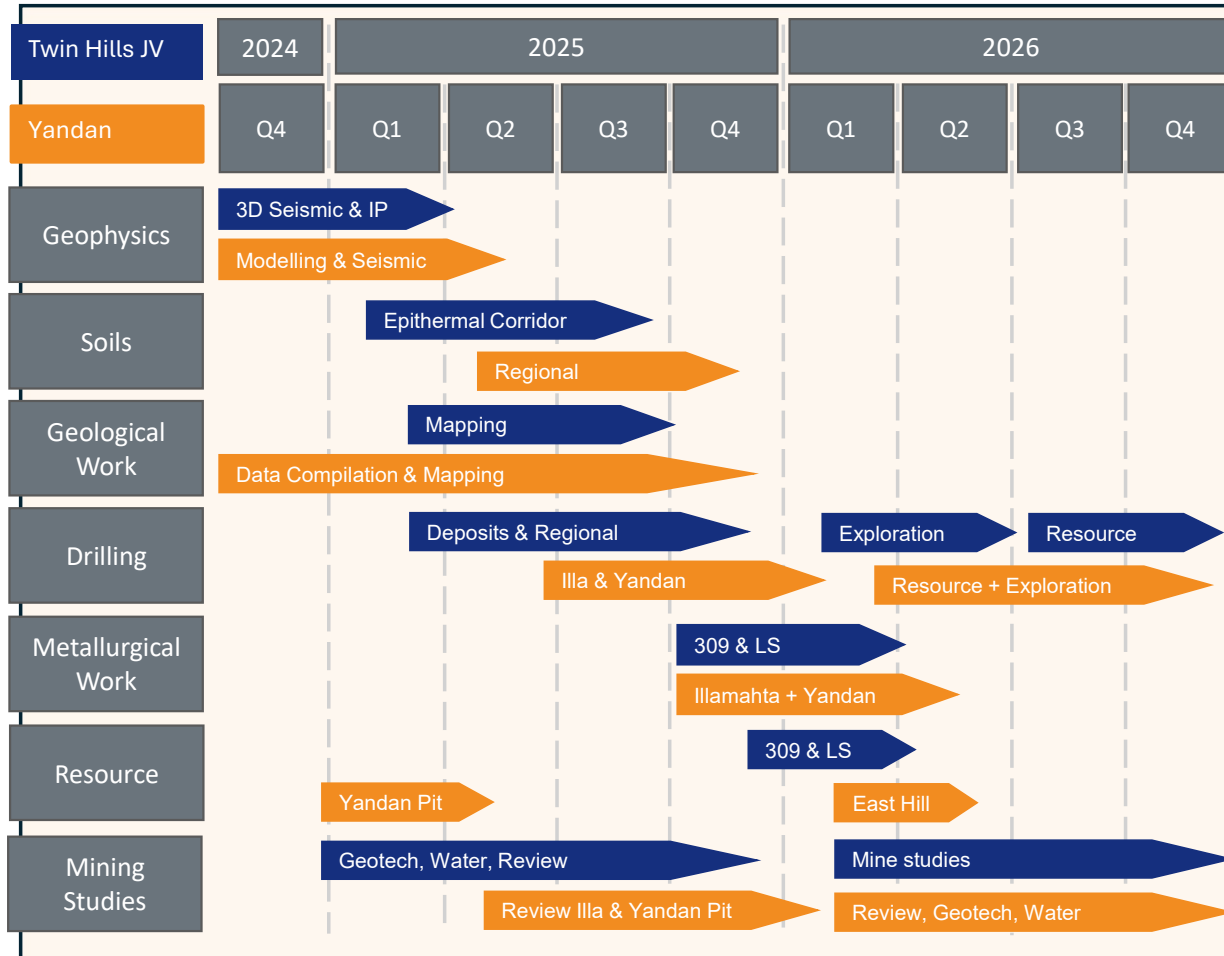 Twin Hills JV
2024
2025
2026
Yandan
Q4
Q1
Q2
Q3
Q4
Q1
Q2
Q3
Q4
Geophysics
3D Seismic & IP
Modelling & Seismic
Soils
Epithermal Corridor
Regional
Geological
Work
Mapping
Data Compilation & Mapping
Drilling
Deposits & Regional
Exploration
Resource
Illa & Yandan
Resource + Exploration
Metallurgical
Work
309 & LS
Illamahta + Yandan
Resource
309 & LS
Yandan Pit
East Hill
Mining
Studies
Geotech, Water, Review
Mine studies
Review Illa & Yandan Pit
Review, Geotech, Water